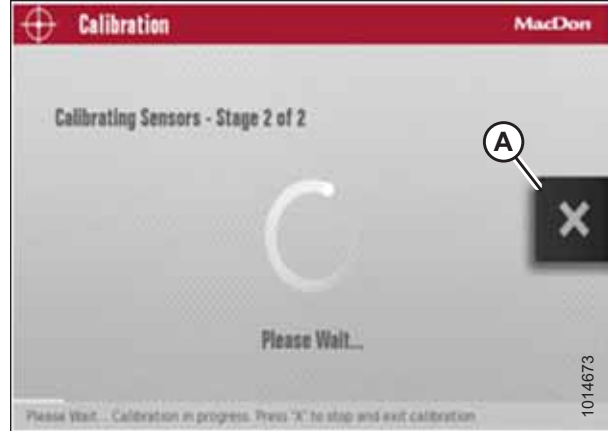 Calibration MacDon
Calibrating Sensors - Stage 2 of 2
A
X
Please Wait...
1014673
Please Wait... Calibration in progress. Press "X" to stop and exit calibration